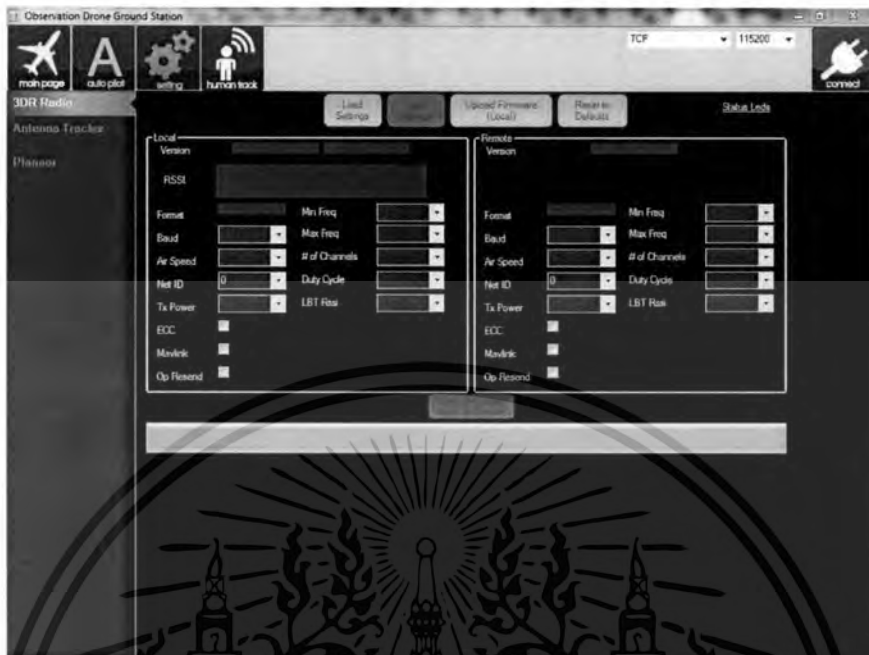 Observation Drone Ground Station
TCP 115200
main page auto pilot setting human track connect
3DR Radio
Antenna Tracker
Planner
Load Settings
Upload Firmware (Local)
Reset to Defaults
Status Leds
Local
Version
RSSI
Format Min Freq
Baud Max Freq
Air Speed # of Channels
Net ID 0 Duty Cycle
Tx Power LBT Rssi
ECC
Mavlink
Op Resend
Remote
Version
Format Min Freq
Baud Max Freq
Air Speed # of Channels
Net ID 0 Duty Cycle
Tx Power LBT Rssi
ECC
Mavlink
Op Resend